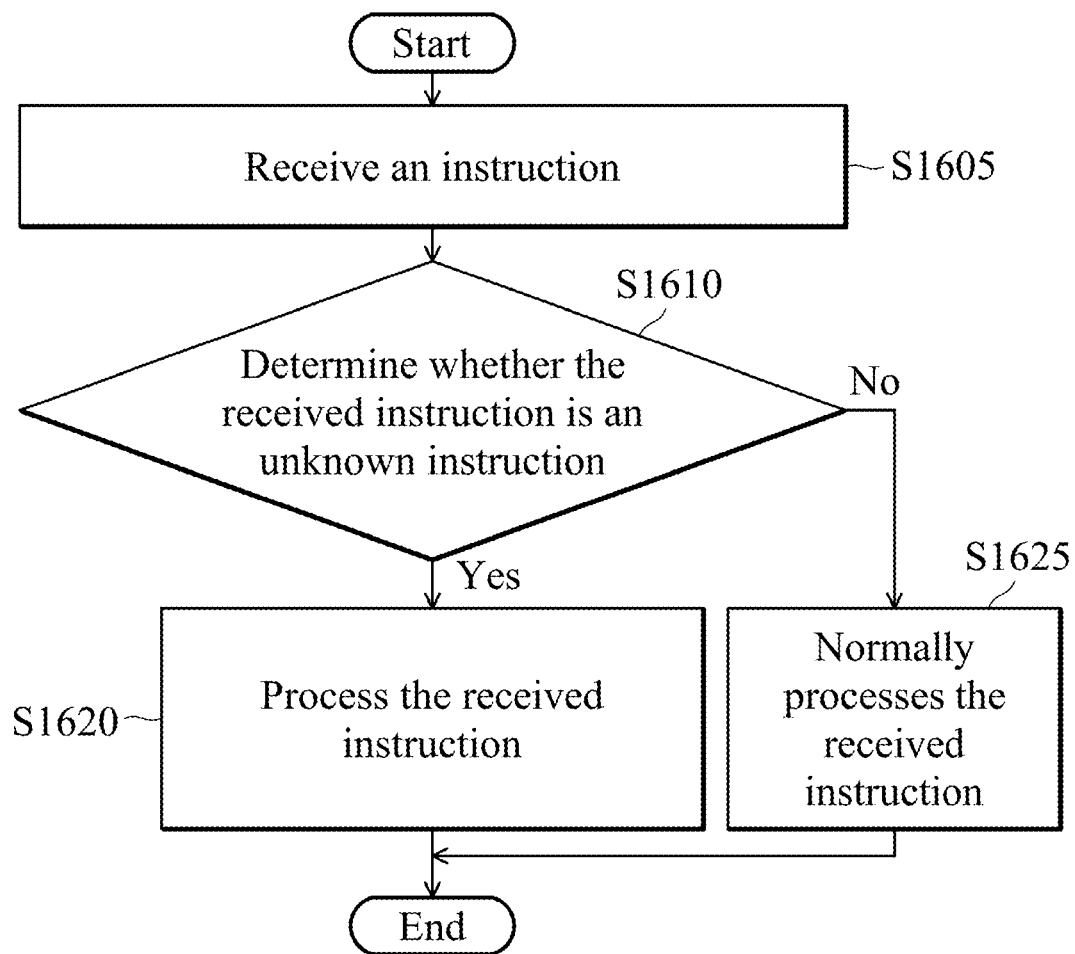 Start
Receive an instruction
S1605
S1610
Determine whether the
received instruction is an
unknown instruction
No
Yes
S1625
S1620
Process the received
instruction
Normally
processes the
received
instruction
End